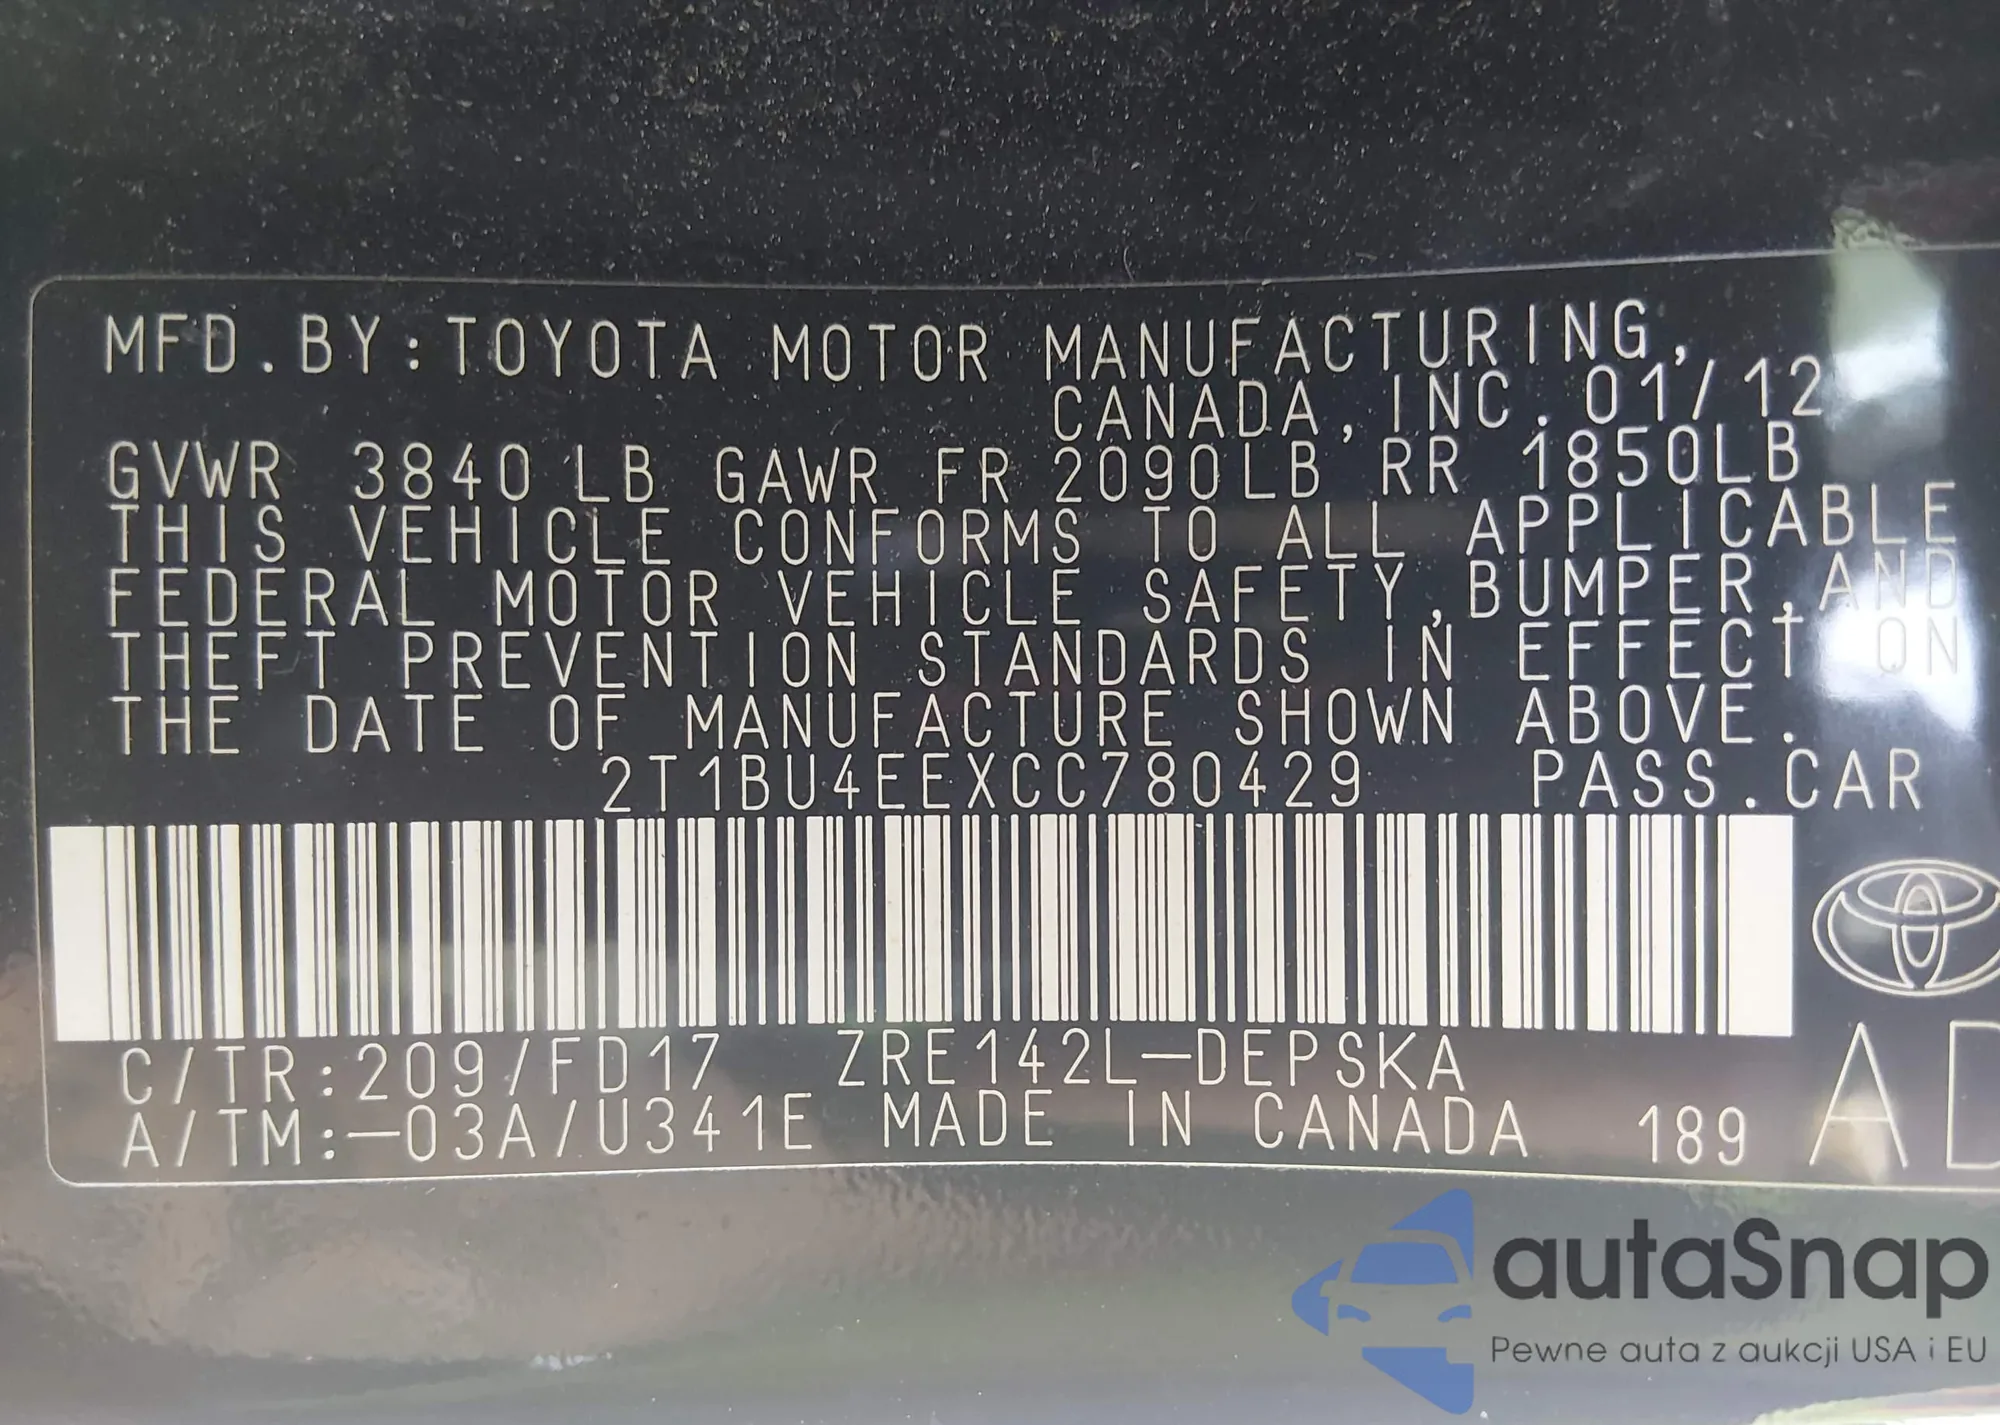 MFD.BY:TOYOTA MOTOR MANUFACTURING,
CANADA,INC.01/12
GVWR 3840LB GAWR FR 2090LB RR 1850LB
THIS VEHICLE CONFORMS TO ALL APPLICABLE
FEDERAL MOTOR VEHICLE SAFETY,BUMPER,AND
THEFT PREVENTION STANDARDS IN EFFECT ON
THE DATE OF MANUFACTURE SHOWN ABOVE.
2T1BU4EEXCC780429 PASS.CAR
C/TR:209/FD17 ZRE142L-DEPSKA
A/TM:-03A/U341E MADE IN CANADA 189 AD
autaSnap
Pewne auta z aukcji USA i EU